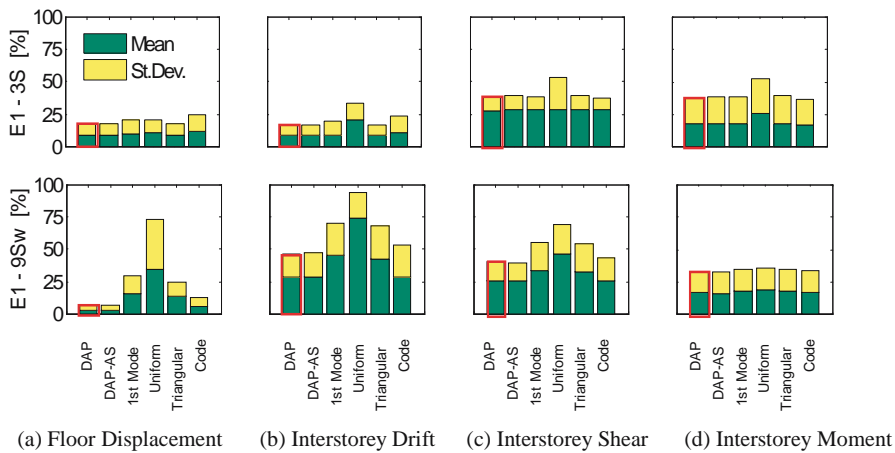 E1 - 3S [%]
100
75
50
25
0
Mean
St.Dev.
E1 - 9Sw [%]
100
75
50
25
0
DAP
DAP-AS
1st Mode
Uniform
Triangular
Code
DAP
DAP-AS
1st Mode
Uniform
Triangular
Code
DAP
DAP-AS
1st Mode
Uniform
Triangular
Code
DAP
DAP-AS
1st Mode
Uniform
Triangular
Code
(a) Floor Displacement
(b) Interstorey Drift
(c) Interstorey Shear
(d) Interstorey Moment